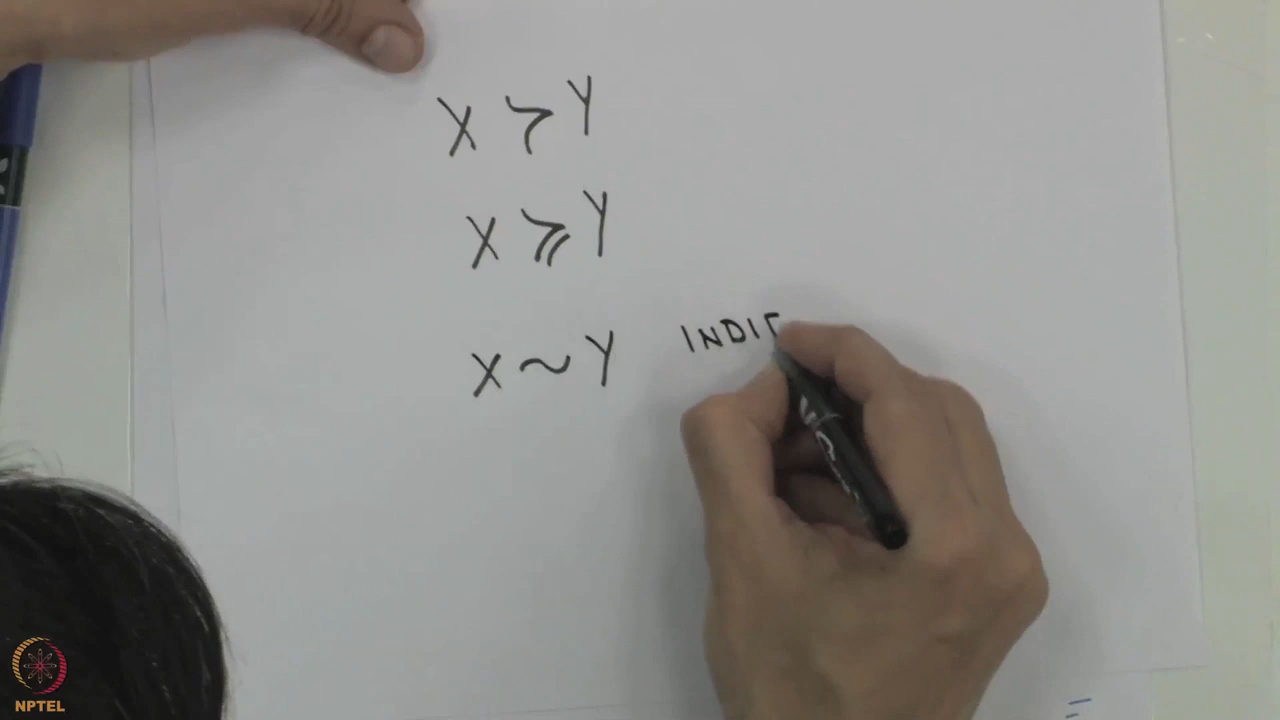 X ≻ Y
X ≽ Y
X ~ Y INDIF
NPTEL